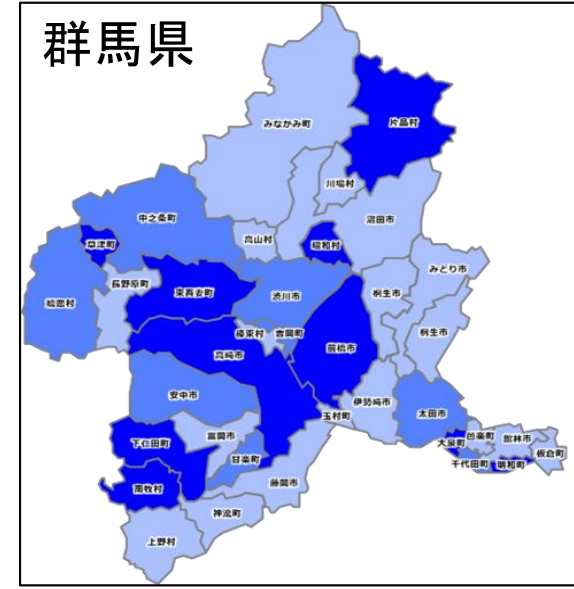 群馬県
みなかみ町
片品村
川場村
中之条町
沼田市
高山村
草津町
昭和村
みどり市
長野原町
東吾妻町
渋川市
桐生市
嬬恋村
榛東村
吉岡町
桐生市
前橋市
高崎市
安中市
伊勢崎市
玉村町
太田市
富岡市
下仁田町
邑楽町
館林市
大泉町
板倉町
甘楽町
千代田町
明和町
藤岡市
南牧村
神流町
上野村